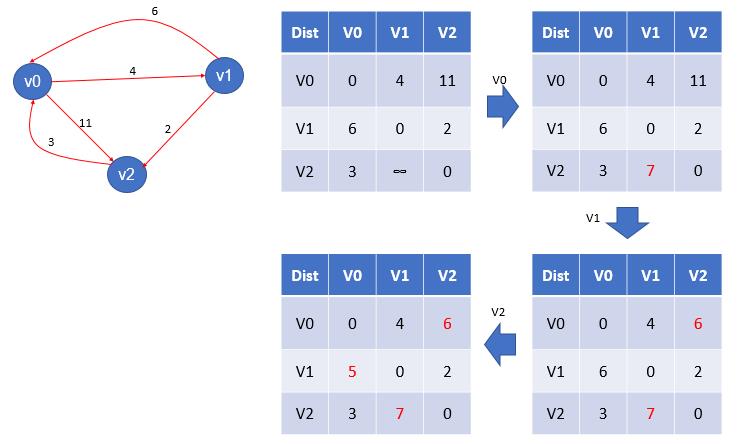 6
v0
4
v1
11
2
3
v2
Dist V0 V1 V2
V0 0 4 11
V1 6 0 2
V2 3 ∞ 0
V0
Dist V0 V1 V2
V0 0 4 11
V1 6 0 2
V2 3 7 0
V1
Dist V0 V1 V2
V0 0 4 6
V1 5 0 2
V2 3 7 0
V2
Dist V0 V1 V2
V0 0 4 6
V1 6 0 2
V2 3 7 0